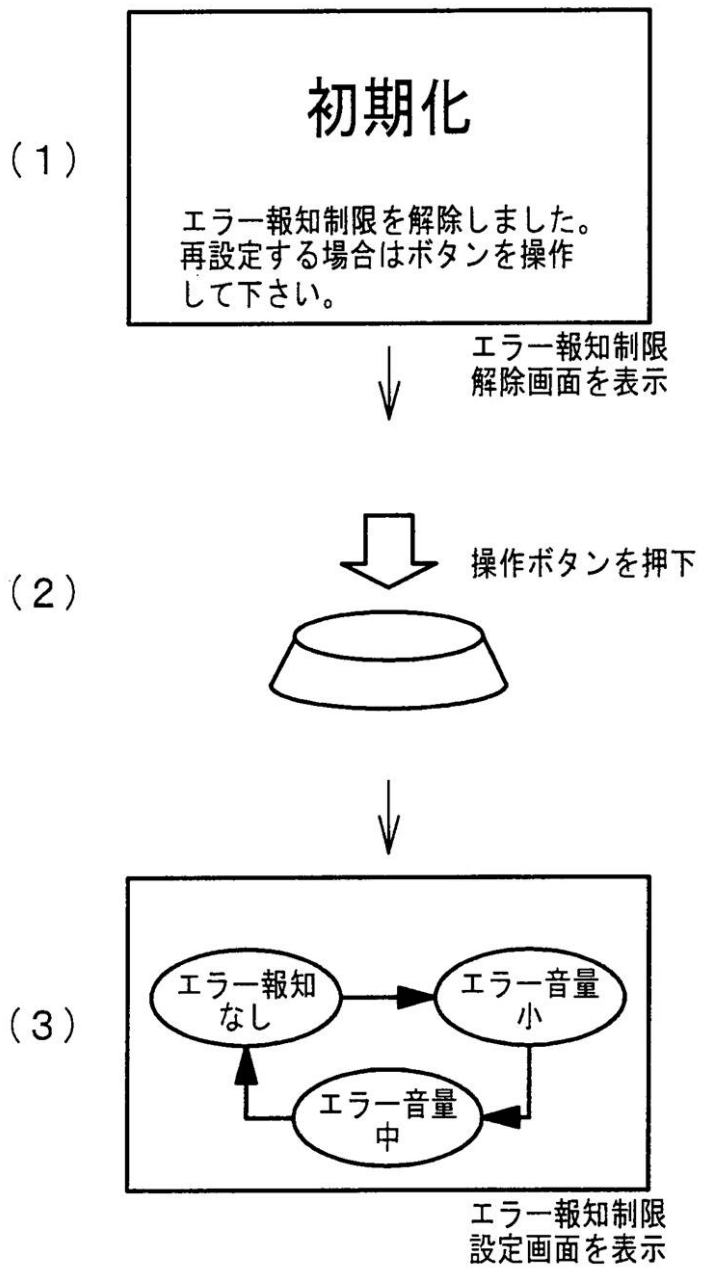 (1)
初期化
エラー報知制限を解除しました。
再設定する場合はボタンを操作
して下さい。
エラー報知制限
解除画面を表示
(2)
操作ボタンを押下
(3)
エラー報知
なし
エラー音量
小
エラー音量
中
エラー報知制限
設定画面を表示